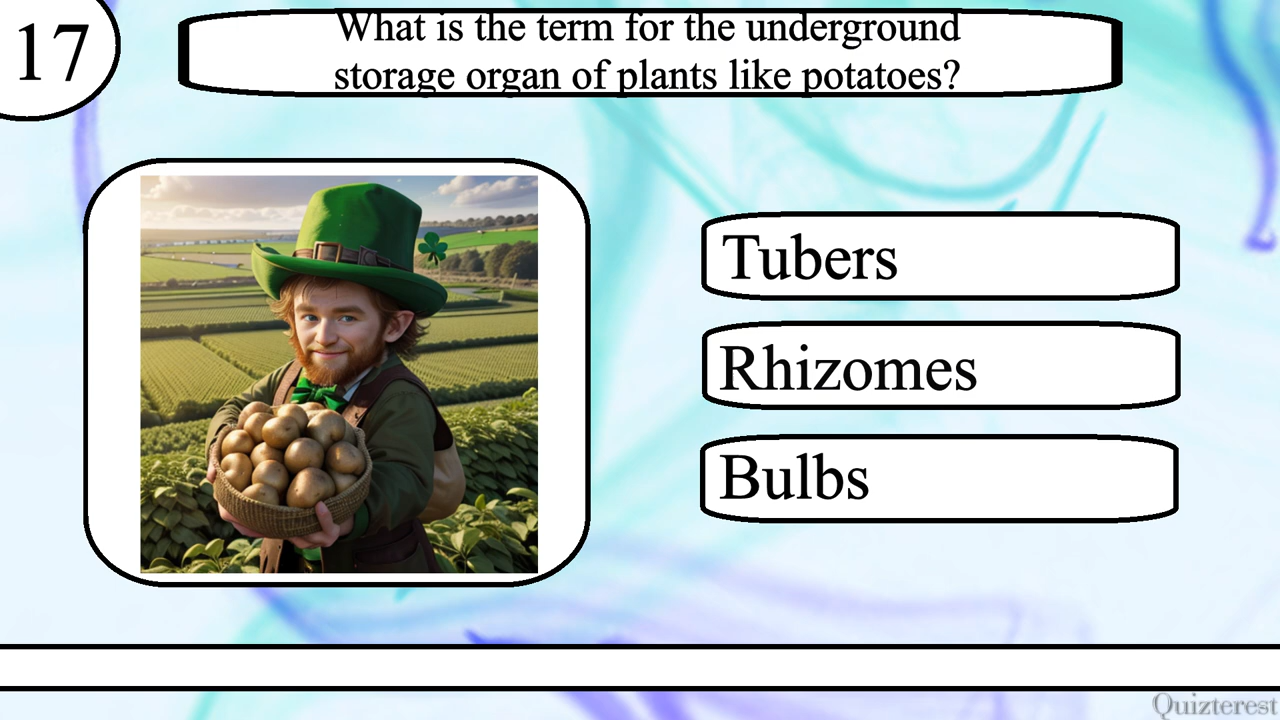 17
What is the term for the underground
storage organ of plants like potatoes?
Tubers
Rhizomes
Bulbs
Quizterest